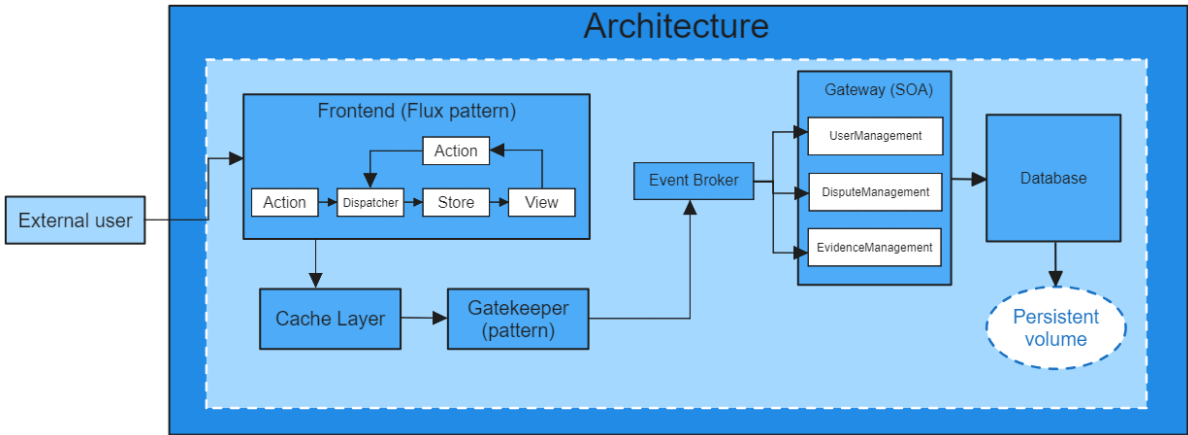 Architecture
Frontend (Flux pattern)
Action
Action
Dispatcher
Store
View
External user
Cache Layer
Gatekeeper
(pattern)
Event Broker
Gateway (SOA)
UserManagement
DisputeManagement
EvidenceManagement
Database
Persistent
volume